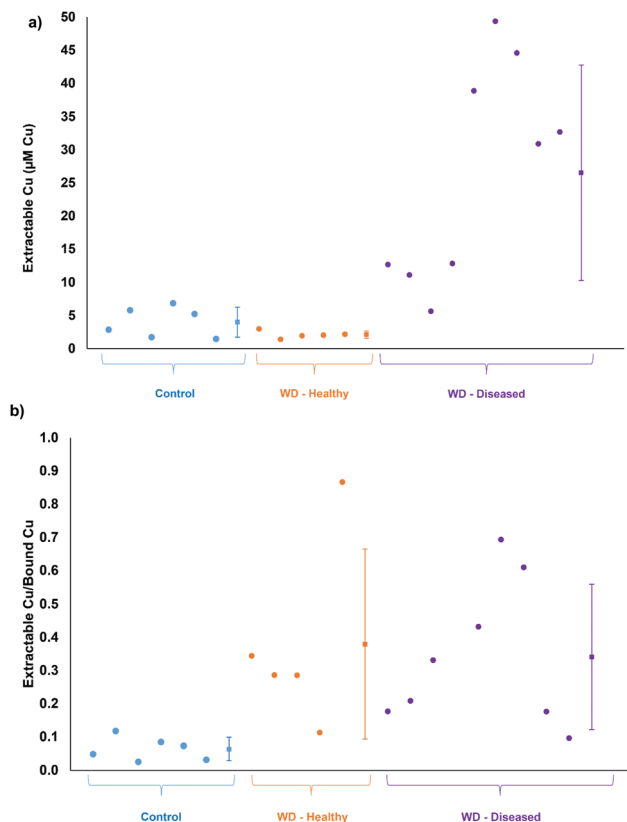 a)
50
45
40
35
30
25
20
15
10
5
0
Extractable Cu (µM Cu)
Control
WD - Healthy
WD - Diseased
b)
1.0
0.9
0.8
0.7
0.6
0.5
0.4
0.3
0.2
0.1
0.0
Extractable Cu/Bound Cu
Control
WD - Healthy
WD - Diseased